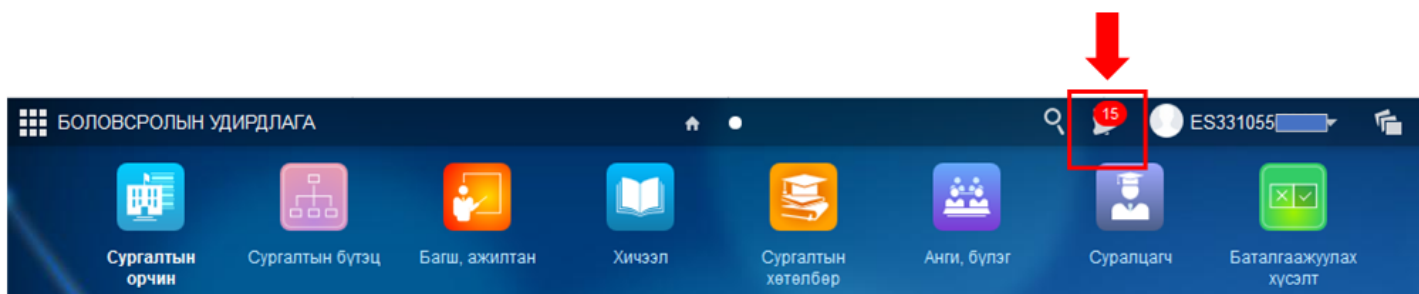 БОЛОВСРОЛЫН УДИРДЛАГА
15
ES331055
Сургалтын орчин
Сургалтын бүтэц
Багш, ажилтан
Хичээл
Сургалтын хөтөлбөр
Анги, бүлэг
Суралцагч
Баталгаажуулах хүсэлт